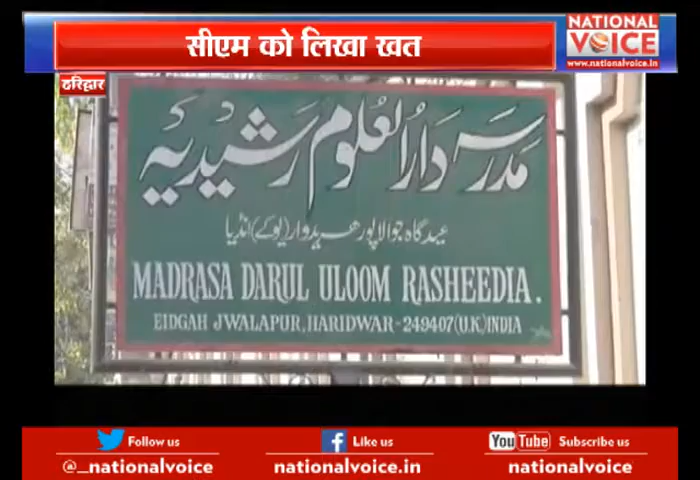 सीएम को लिखा खत
NATIONAL
VOICE
www.nationalvoice.in
हरिद्वार
مدرسہ دارالعلوم رشیدیہ
عیدگاہ جوالاپور ھریدوار (یوکے) انڈیا
MADRASA DARUL ULOOM RASHEEDIA.
EIDGAH JWALAPUR, HARIDWAR-249407(U.K.)INDIA
Follow us
@_nationalvoice
Like us
nationalvoice.in
YouTube Subscribe us
nationalvoice